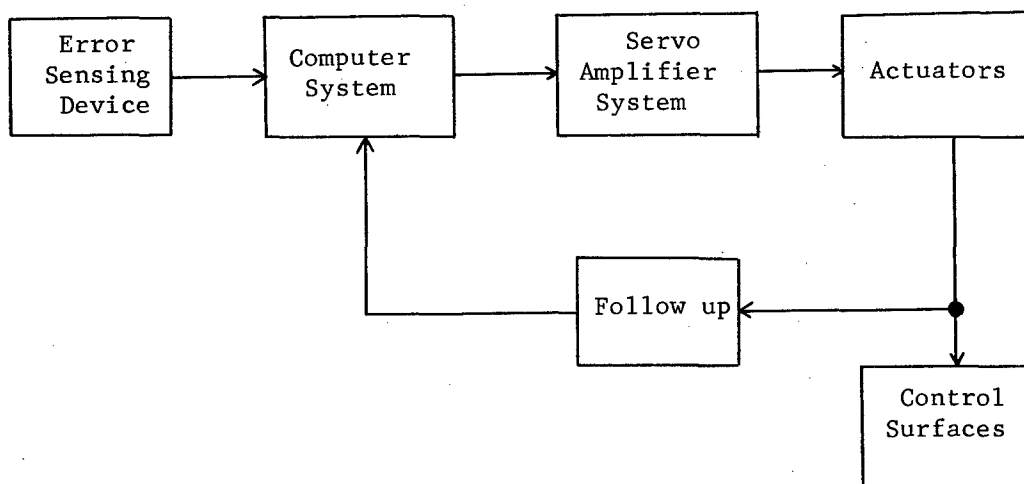 Error
Sensing
Device
Computer
System
Servo
Amplifier
System
Actuators
Follow up
Control
Surfaces